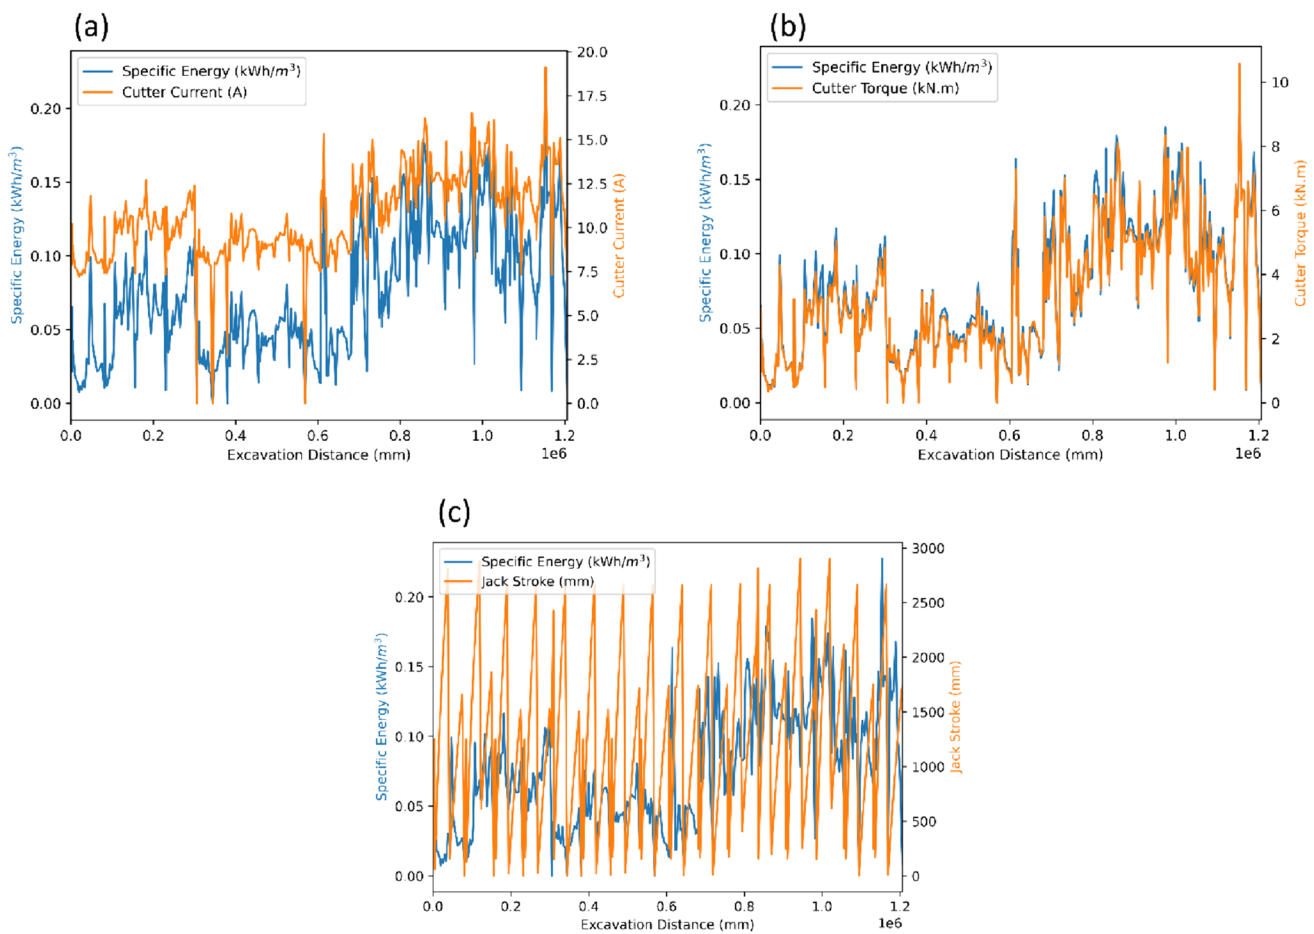 (a)
Specific Energy (kWh/m³)
Cutter Current (A)
Specific Energy (kWh/m³)
0.20
0.15
0.10
0.05
0.00
20.0
17.5
15.0
12.5
10.0
7.5
5.0
2.5
0.0
Cutter Current (A)
0.0 0.2 0.4 0.6 0.8 1.0 1.2
Excavation Distance (mm)
1e6
(b)
Specific Energy (kWh/m³)
Cutter Torque (kN.m)
Specific Energy (kWh/m³)
0.20
0.15
0.10
0.05
0.00
10
8
6
4
2
0
Cutter Torque (kN.m)
0.0 0.2 0.4 0.6 0.8 1.0 1.2
Excavation Distance (mm)
1e6
(c)
Specific Energy (kWh/m³)
Jack Stroke (mm)
Specific Energy (kWh/m³)
0.20
0.15
0.10
0.05
0.00
3000
2500
2000
1500
1000
500
0
Jack Stroke (mm)
0.0 0.2 0.4 0.6 0.8 1.0 1.2
Excavation Distance (mm)
1e6